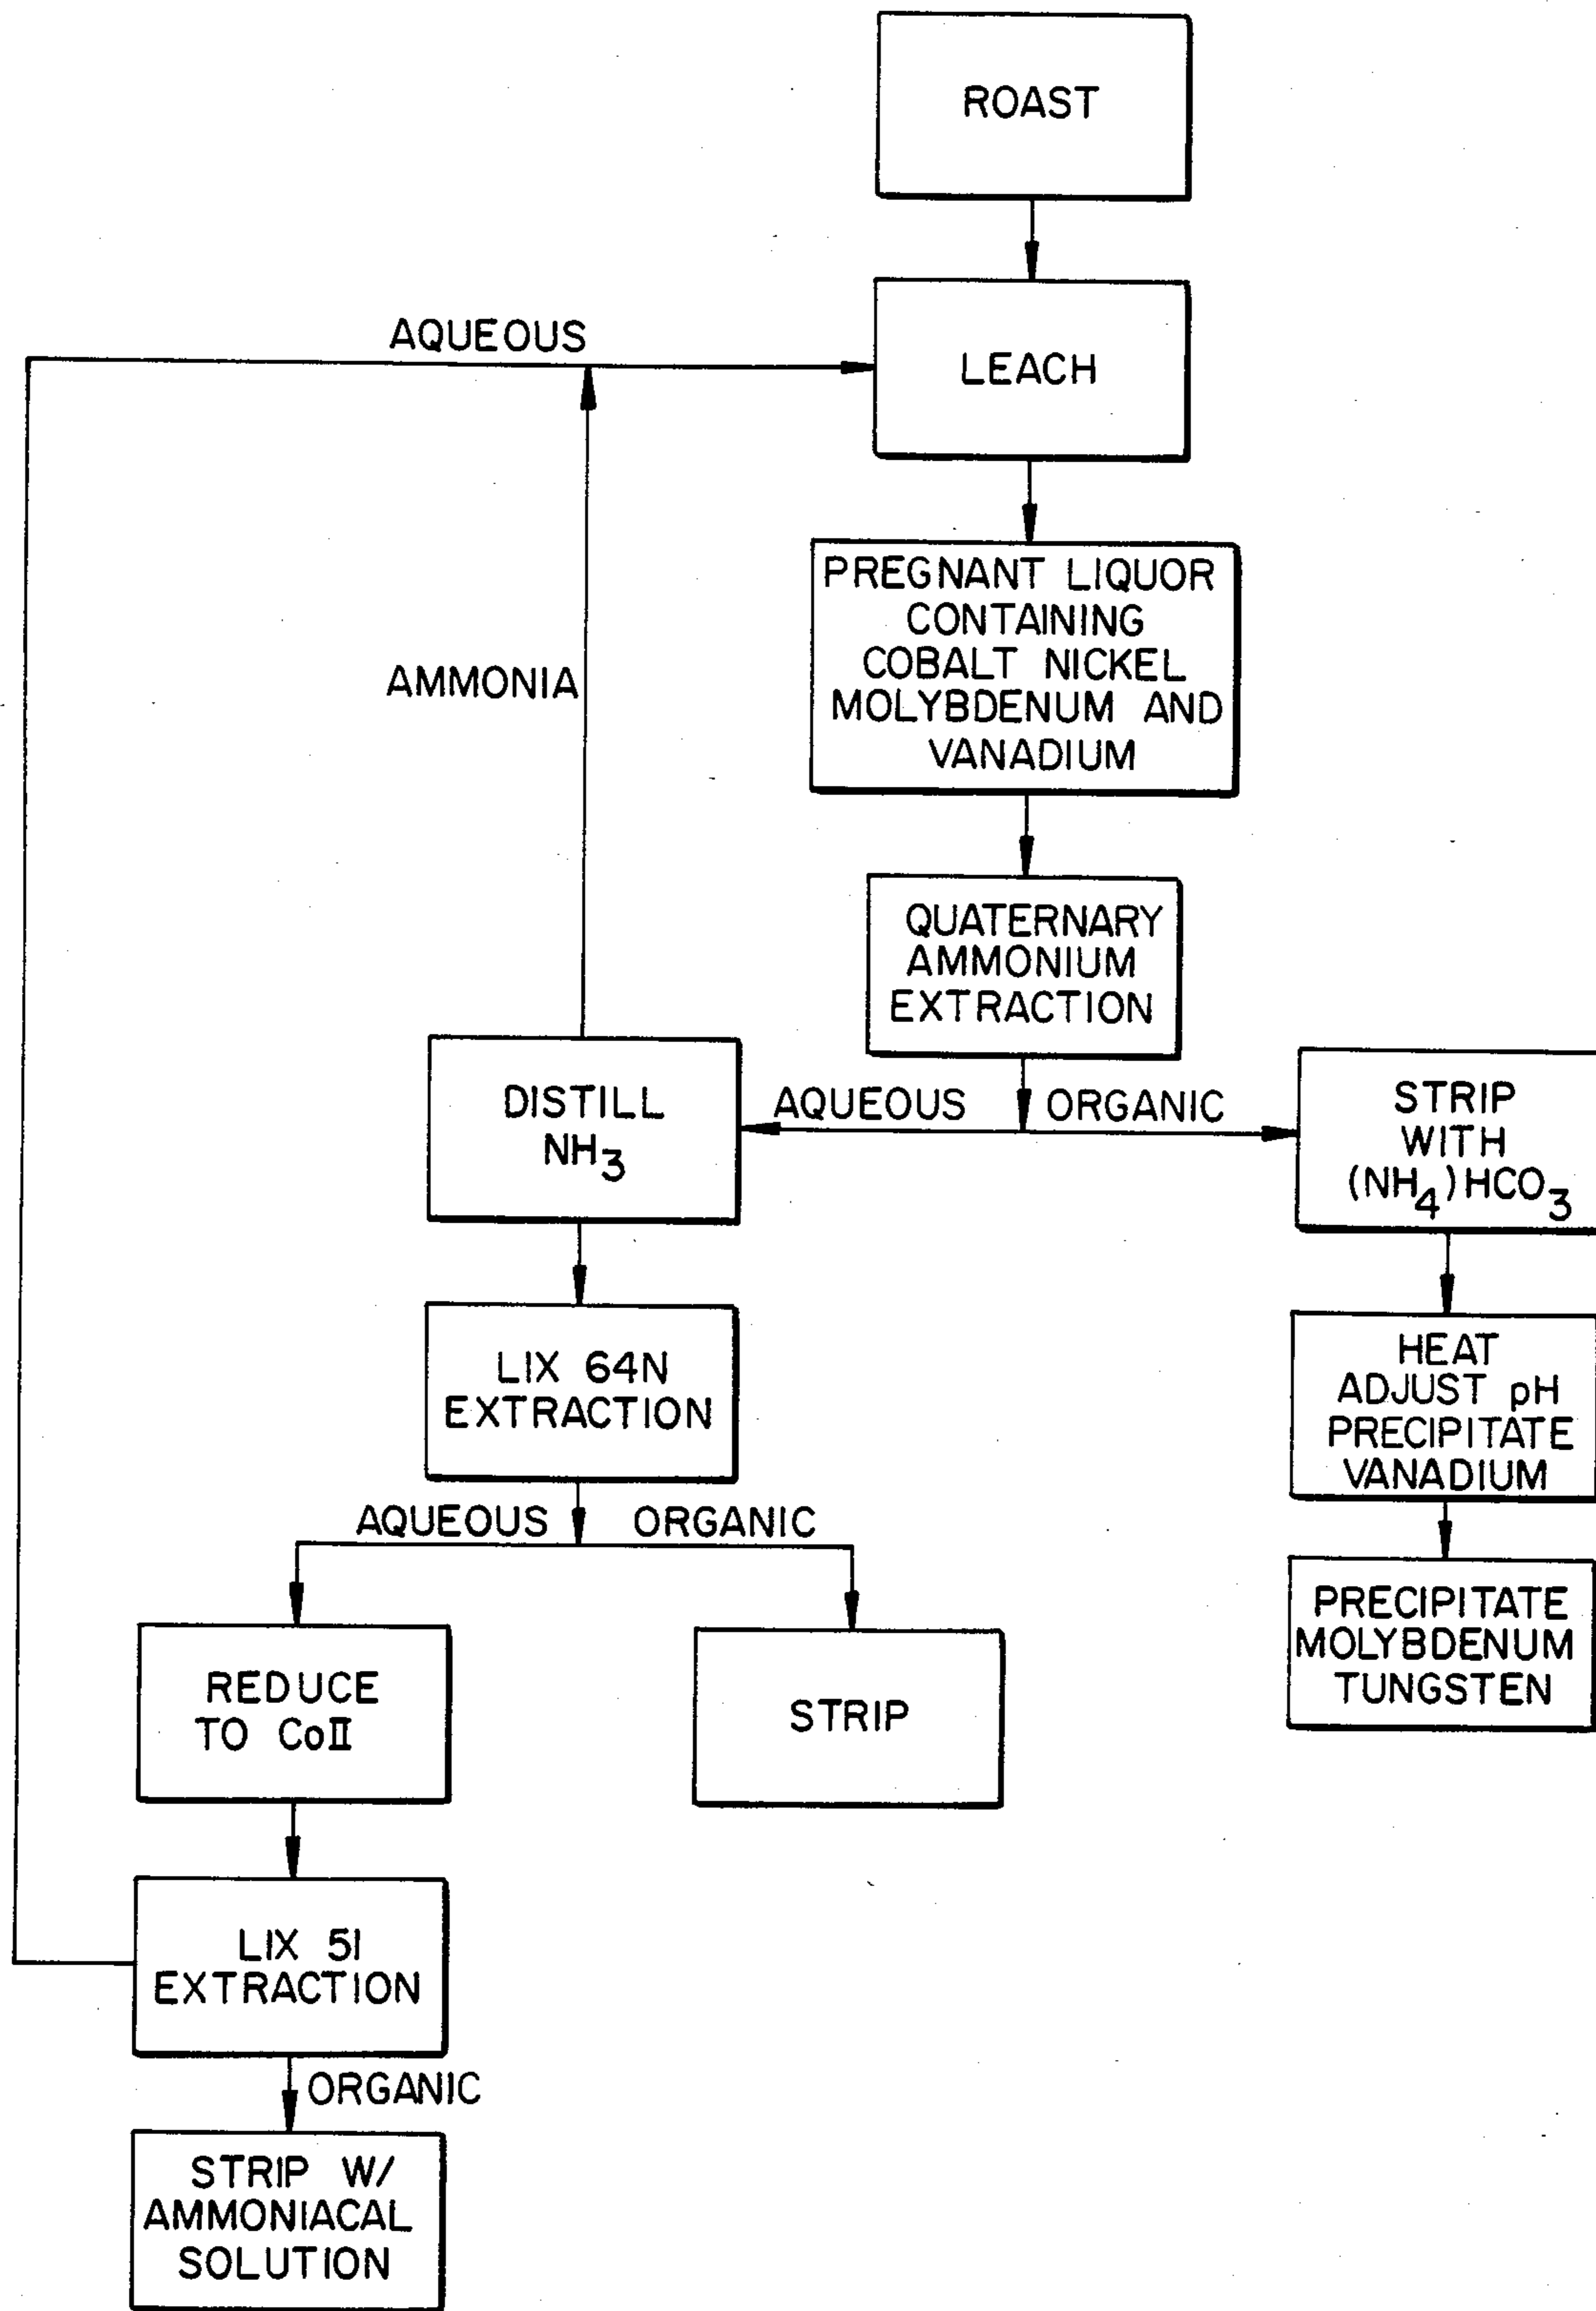 ROAST
AQUEOUS
LEACH
PREGNANT LIQUOR
CONTAINING
COBALT NICKEL
MOLYBDENUM AND
VANADIUM
AMMONIA
QUATERNARY
AMMONIUM
EXTRACTION
DISTILL
NH3
AQUEOUS
ORGANIC
STRIP
WITH
(NH4)HCO3
LIX 64N
EXTRACTION
HEAT
ADJUST pH
PRECIPITATE
VANADIUM
AQUEOUS
ORGANIC
PRECIPITATE
MOLYBDENUM
TUNGSTEN
REDUCE
TO CoII
STRIP
LIX 51
EXTRACTION
ORGANIC
STRIP W/
AMMONIACAL
SOLUTION